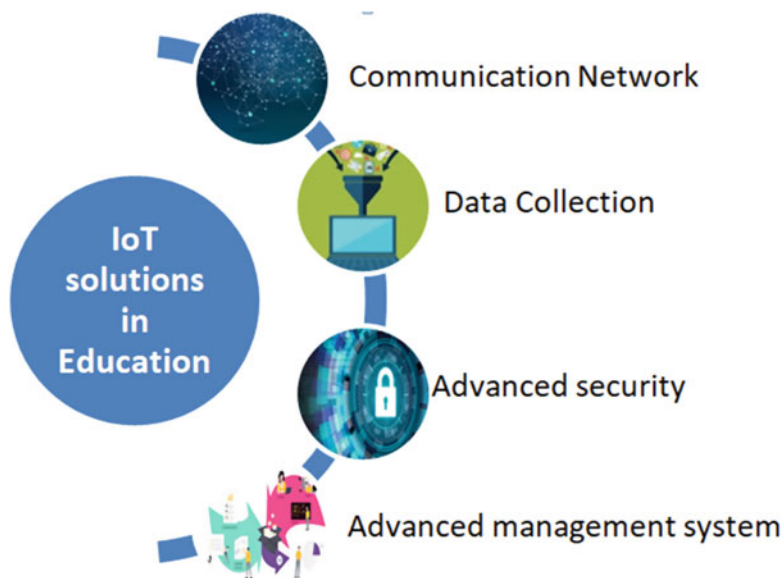 Communication Network
Data Collection
IoT
solutions
in
Education
Advanced security
Advanced management system